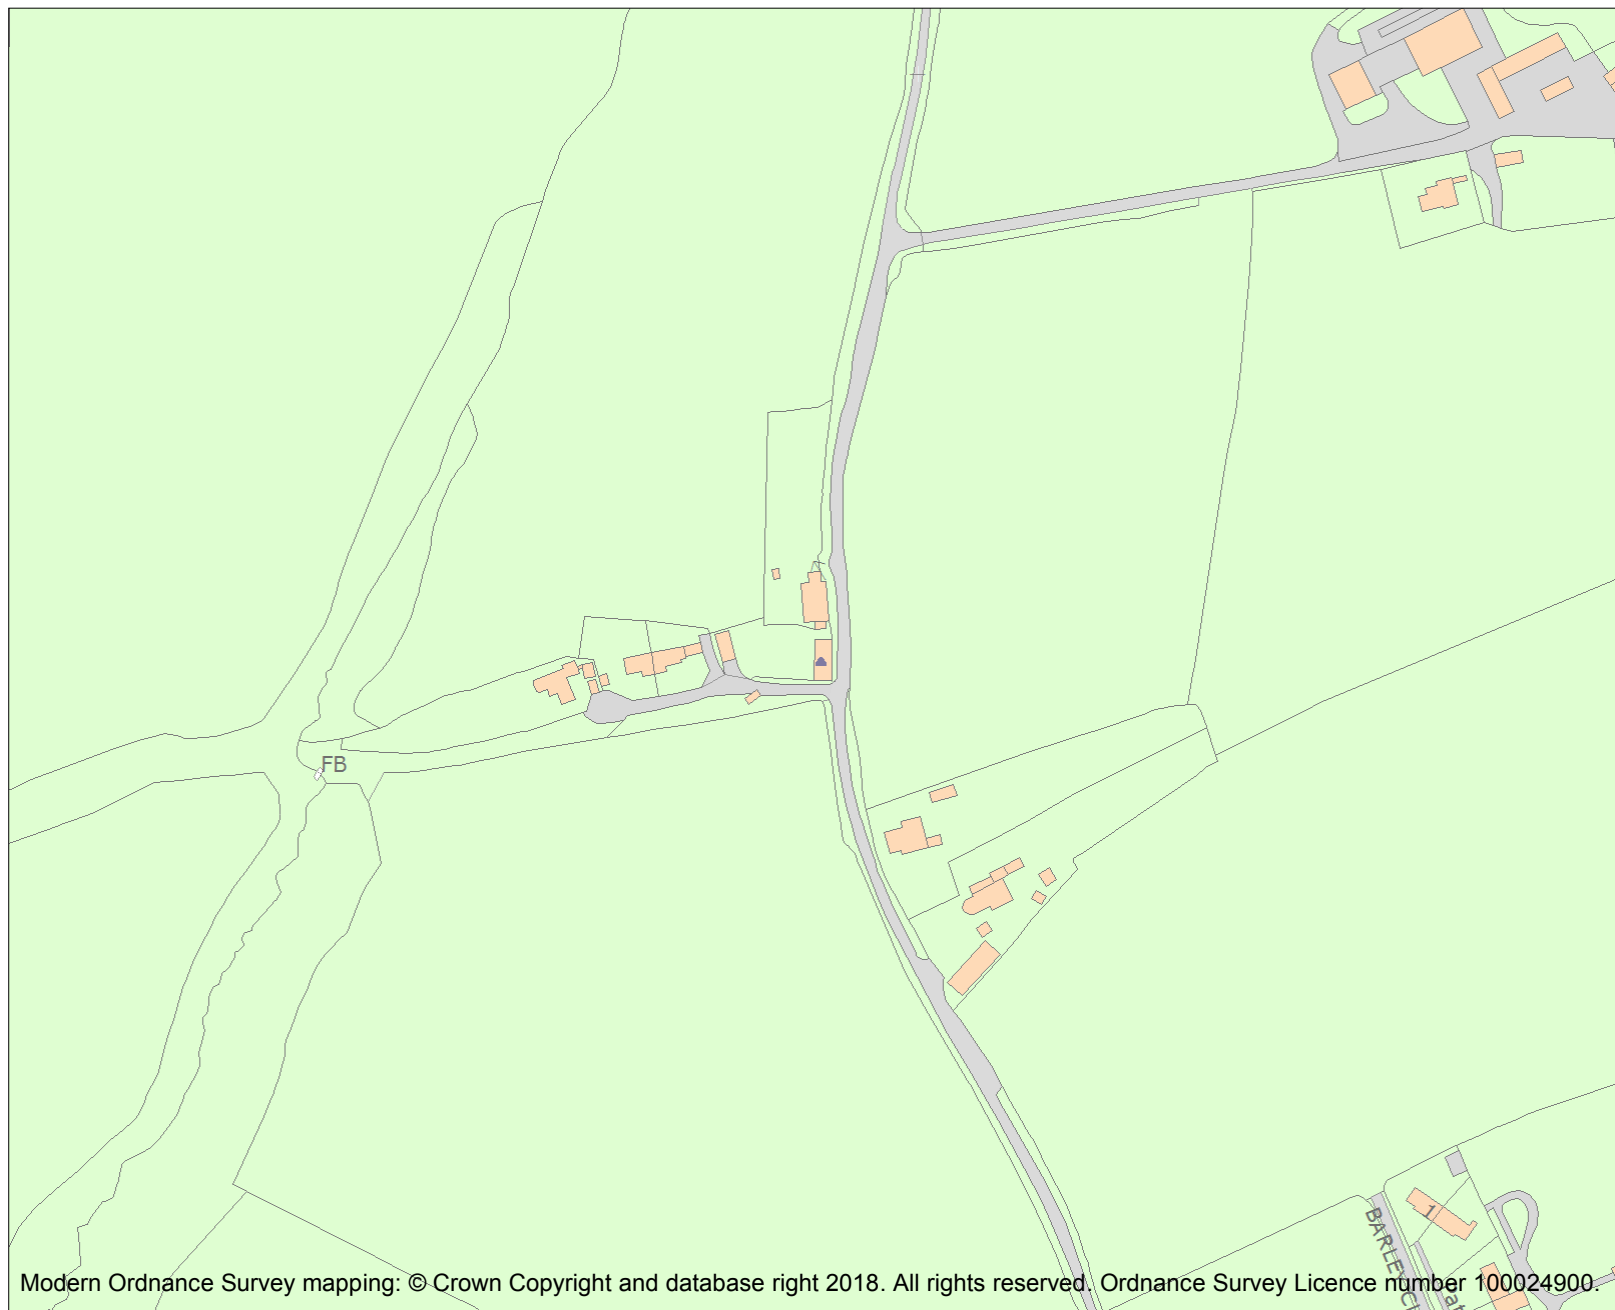 FB
1
BARLEY
Modern Ordnance Survey mapping: © Crown Copyright and database right 2018. All rights reserved. Ordnance Survey Licence number 100024900.